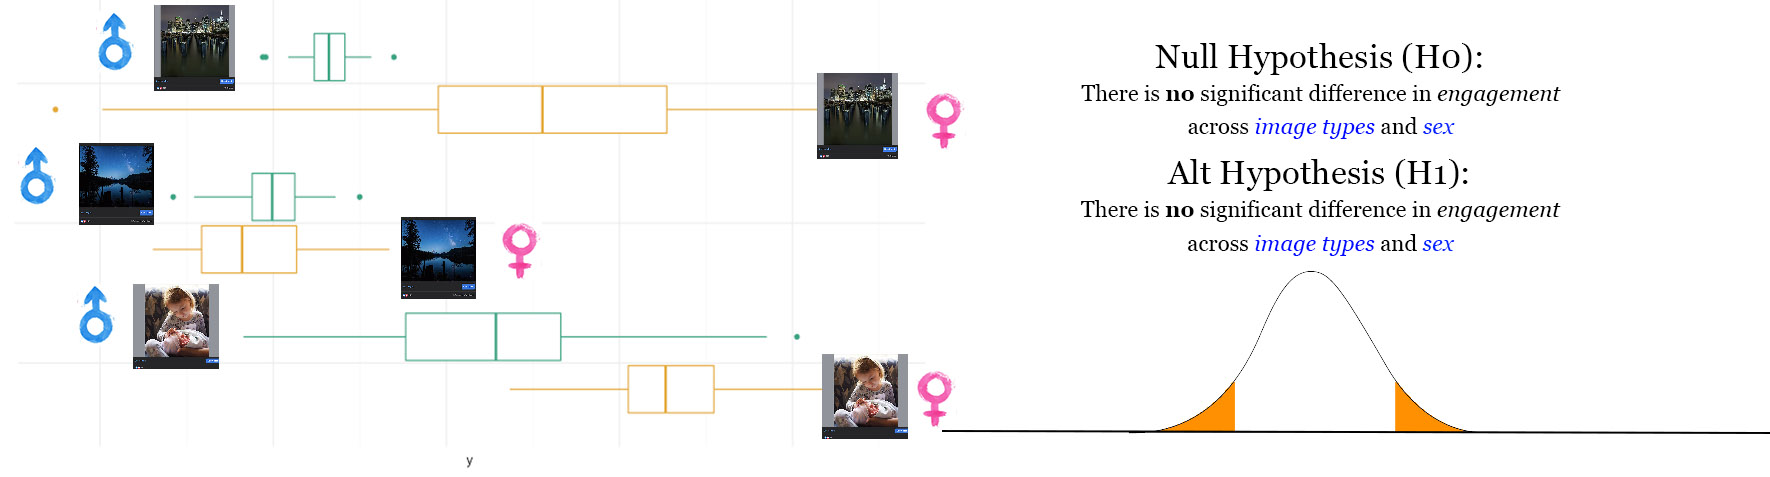 Null Hypothesis (H0):
There is no significant difference in engagement
across image types and sex
Alt Hypothesis (H1):
There is no significant difference in engagement
across image types and sex
y